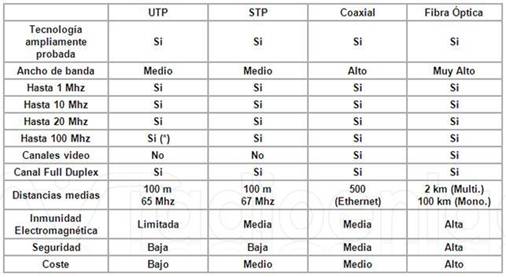 UTP STP Coaxial Fibra Óptica
Tecnología ampliamente probada Si Si Si Si
Ancho de banda Medio Medio Alto Muy Alto
Hasta 1 Mhz Si Si Si Si
Hasta 10 Mhz Si Si Si Si
Hasta 20 Mhz Si Si Si Si
Hasta 100 Mhz Si (*) Si Si Si
Canales video No No Si Si
Canal Full Duplex Si Si Si Si
Distancias medias 100 m 65 Mhz 100 m 67 Mhz 500 (Ethernet) 2 km (Multi.) 100 km (Mono.)
Inmunidad Electromagnética Limitada Media Media Alta
Seguridad Baja Baja Media Alta
Coste Bajo Medio Medio Alto